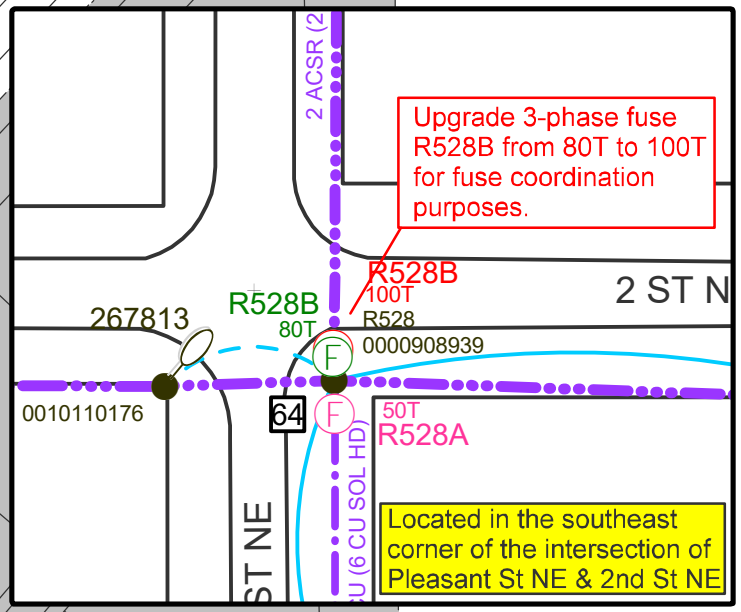 2 ACSR (2
Upgrade 3-phase fuse
R528B from 80T to 100T
for fuse coordination
purposes.
R528B
100T
2 ST N
R528B
80T
R528
0000908939
267813
F
0010110176
64
F
50T
R528A
CU (6 CU SOL HD)
ST NE
Located in the southeast
corner of the intersection of
Pleasant St NE & 2nd St NE